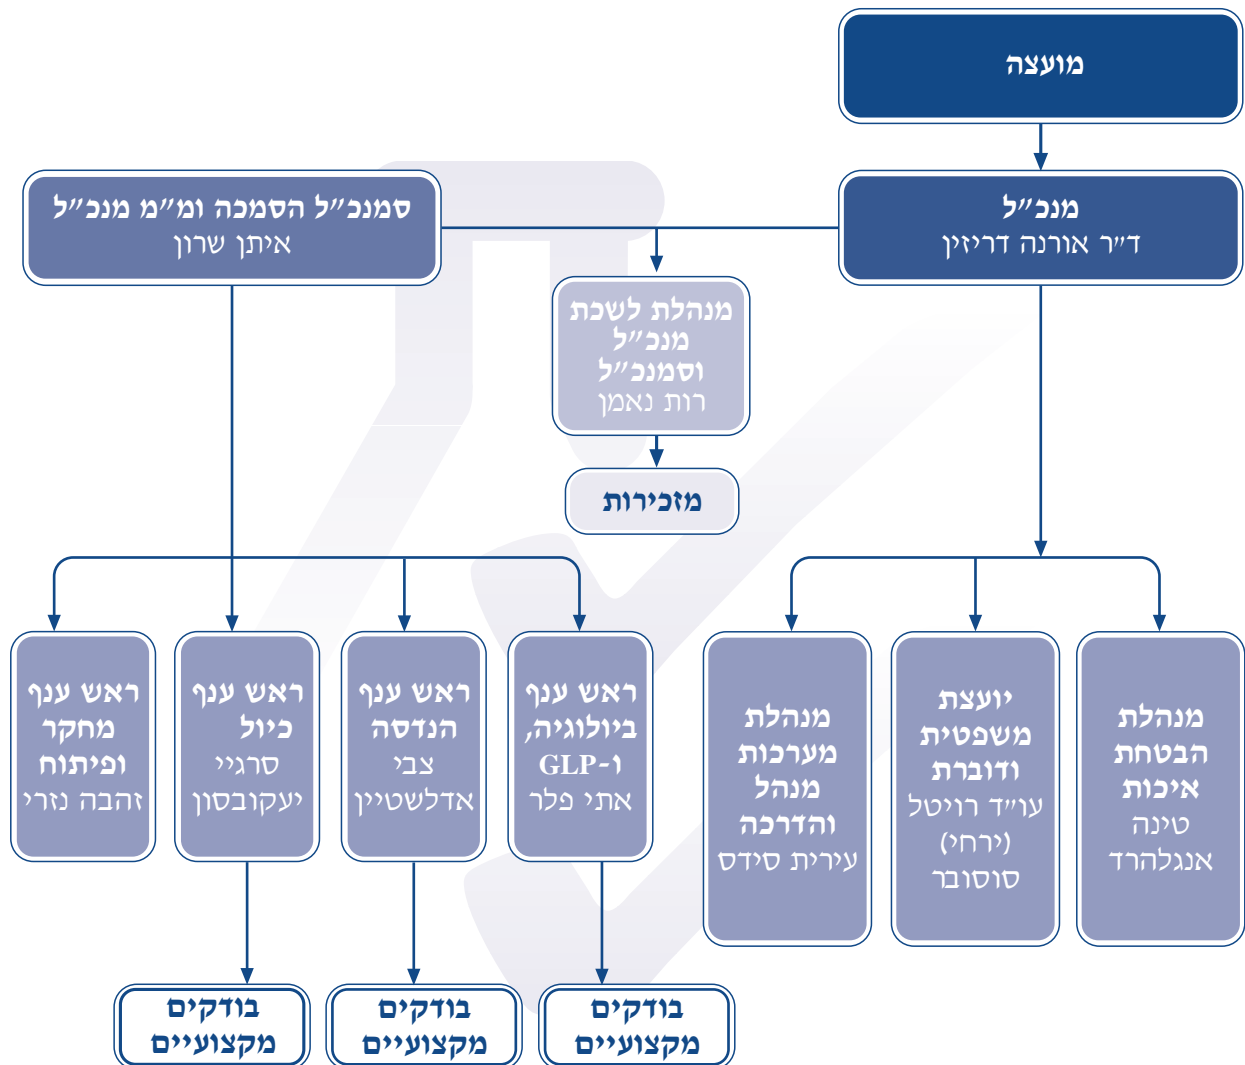 מועצה
מנכ״ל
ד״ר אורנה דריזין
סמנכ״ל הסמכה ומ״מ מנכ״ל
איתן שרון
מנהלת לשכת
מנכ״ל
וסמנכ״ל
רות נאמן
מזכירות
מנהלת
הבטחת
איכות
טינה
אנגלהרד
יועצת
משפטית
ודוברת
עו״ד רויטל
(ירחי)
סוסובר
מנהלת
מערכות
מנהל
והדרכה
עירית סידס
ראש ענף
ביולוגיה,
ו-GLP
אתי פלר
ראש ענף
הנדסה
צבי
אדלשטיין
ראש ענף
כיול
סרגיי
יעקובסון
ראש ענף
מחקר
ופיתוח
זהבה נזרי
בודקים
מקצועיים
בודקים
מקצועיים
בודקים
מקצועיים